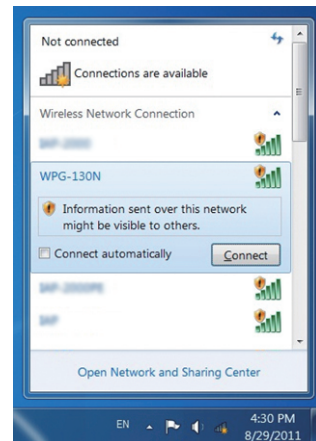 Not connected
Connections are available
Wireless Network Connection
WPG-130N
Information sent over this network
might be visible to others.
Connect automatically
Connect
Open Network and Sharing Center
EN
4:30 PM
8/29/2011